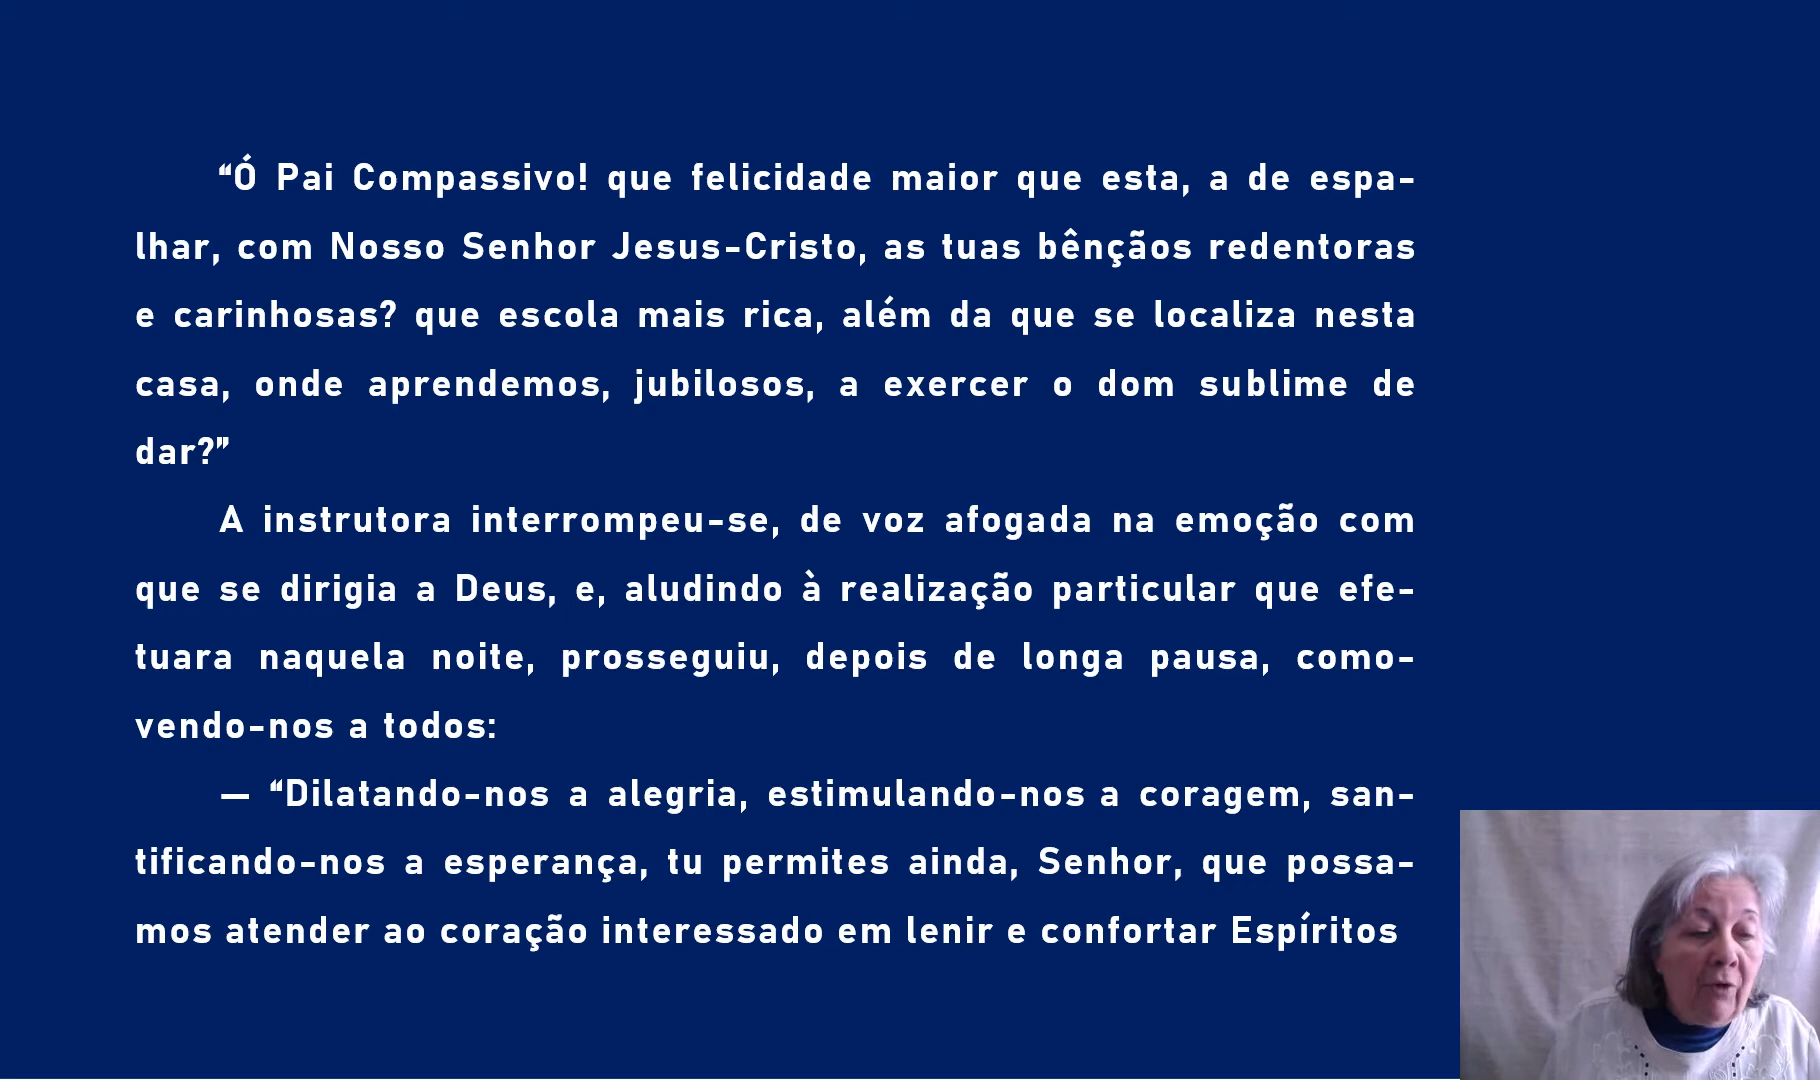 “Ó Pai Compassivo! que felicidade maior que esta, a de espa-
lhar, com Nosso Senhor Jesus-Cristo, as tuas bênçãos redentoras
e carinhosas? que escola mais rica, além da que se localiza nesta
casa, onde aprendemos, jubilosos, a exercer o dom sublime de
dar?”
A instrutora interrompeu-se, de voz afogada na emoção com
que se dirigia a Deus, e, aludindo à realização particular que efe-
tuara naquela noite, prosseguiu, depois de longa pausa, como-
vendo-nos a todos:
— “Dilatando-nos a alegria, estimulando-nos a coragem, san-
tificando-nos a esperança, tu permites ainda, Senhor, que possa-
mos atender ao coração interessado em lenir e confortar Espíritos